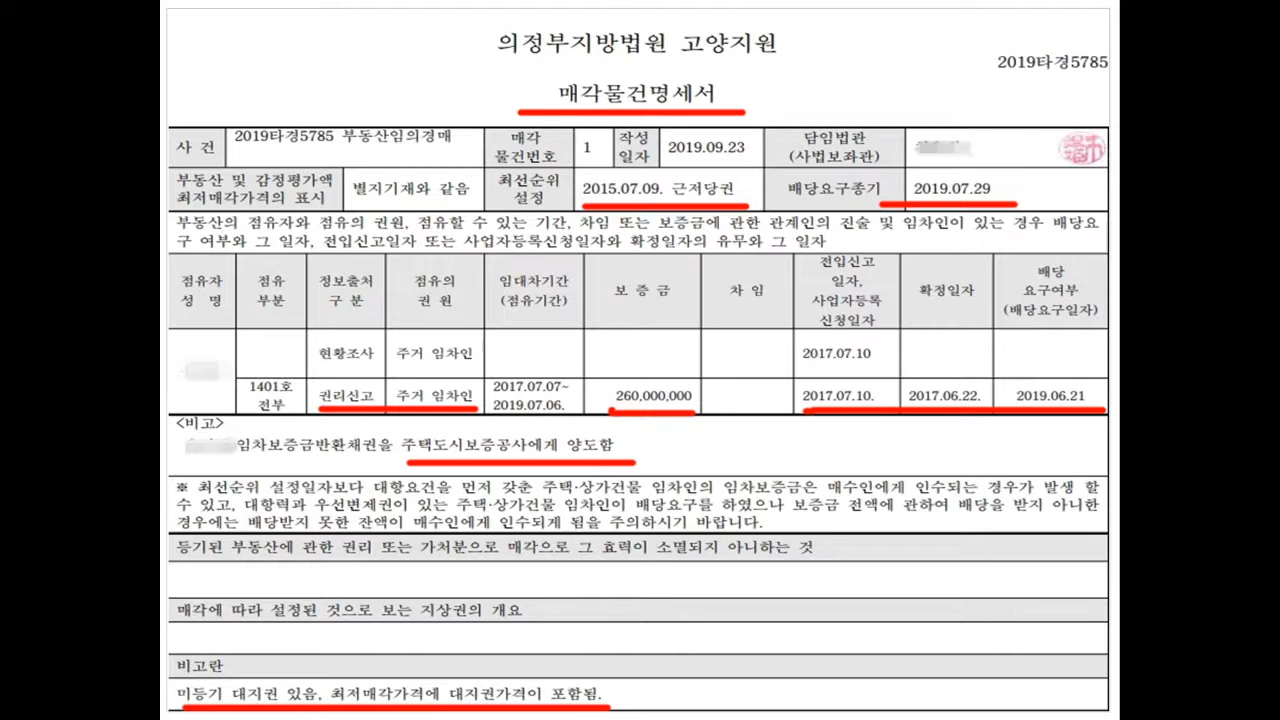 의정부지방법원 고양지원
2019타경5785
매각물건명세서
사 건
2019타경5785 부동산임의경매
매각
물건번호
1
작성
일자
2019.09.23
담임법관
(사법보좌관)
부동산 및 감정평가액
최저매각가격의 표시
별지기재와 같음
최선순위
설정
2015.07.09. 근저당권
배당요구종기
2019.07.29
부동산의 점유자와 점유의 권원, 점유할 수 있는 기간, 차임 또는 보증금에 관한 관계인의 진술 및 임차인이 있는 경우 배당요
구 여부와 그 일자, 전입신고일자 또는 사업자등록신청일자와 확정일자의 유무와 그 일자
점유자
성 명
점유
부분
정보출처
구 분
점유의
권 원
임대차기간
(점유기간)
보 증 금
차 임
전입신고
일자,
사업자등록
신청일자
확정일자
배당
요구여부
(배당요구일자)
현황조사
주거 임차인
2017.07.10
1401호
전부
권리신고
주거 임차인
2017.07.07~
2019.07.06.
260,000,000
2017.07.10.
2017.06.22.
2019.06.21
<비고>
임차보증금반환채권을 주택도시보증공사에게 양도함
※ 최선순위 설정일자보다 대항요건을 먼저 갖춘 주택·상가건물 임차인의 임차보증금은 매수인에게 인수되는 경우가 발생 할
수 있고, 대항력과 우선변제권이 있는 주택·상가건물 임차인이 배당요구를 하였으나 보증금 전액에 관하여 배당을 받지 아니한
경우에는 배당받지 못한 잔액이 매수인에게 인수되게 됨을 주의하시기 바랍니다.
등기된 부동산에 관한 권리 또는 가처분으로 매각으로 그 효력이 소멸되지 아니하는 것
매각에 따라 설정된 것으로 보는 지상권의 개요
비고란
미등기 대지권 있음, 최저매각가격에 대지권가격이 포함됨.